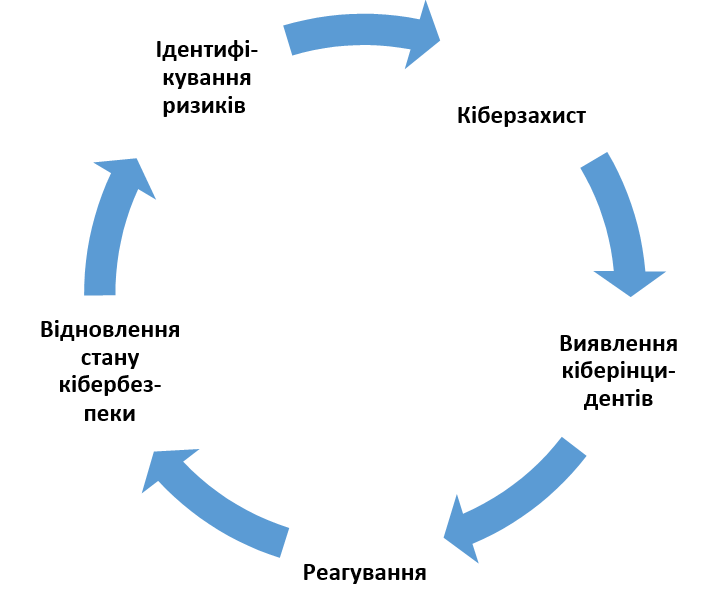 Ідентифі-
кування
ризиків
Кіберзахист
Виявлення
кіберінци-
дентів
Реагування
Відновлення
стану
кібербез-
пеки